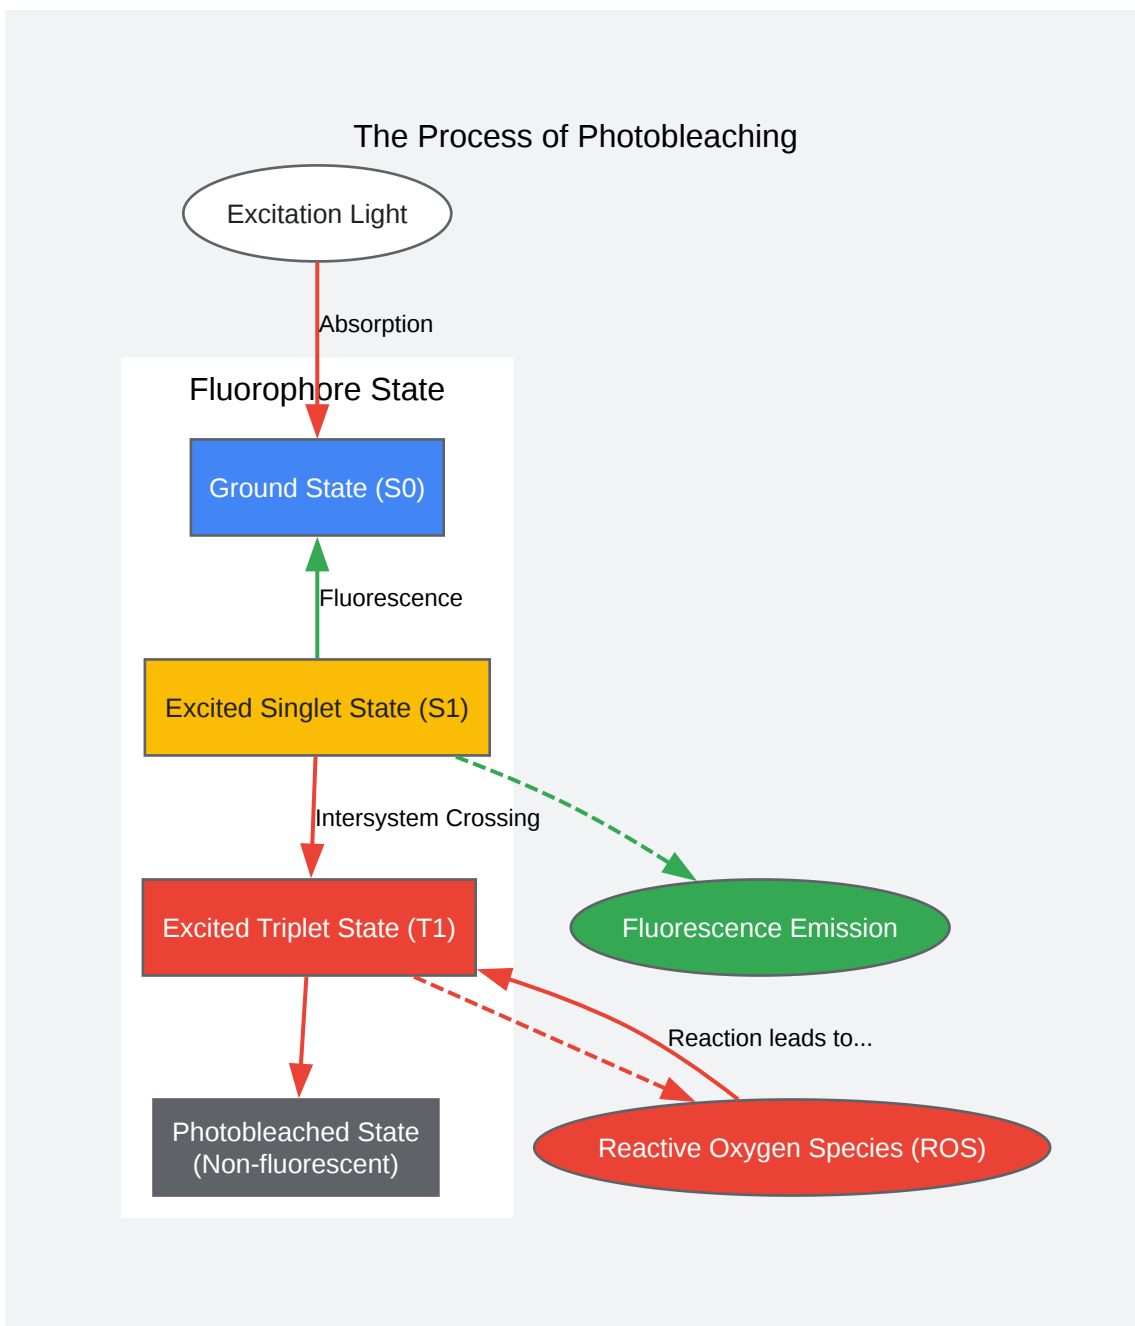 The Process of Photobleaching
Excitation Light
Absorption
Fluorophore State
Ground State (S0)
Fluorescence
Excited Singlet State (S1)
Intersystem Crossing
Excited Triplet State (T1)
Fluorescence Emission
Reaction leads to...
Photobleached State
(Non-fluorescent)
Reactive Oxygen Species (ROS)